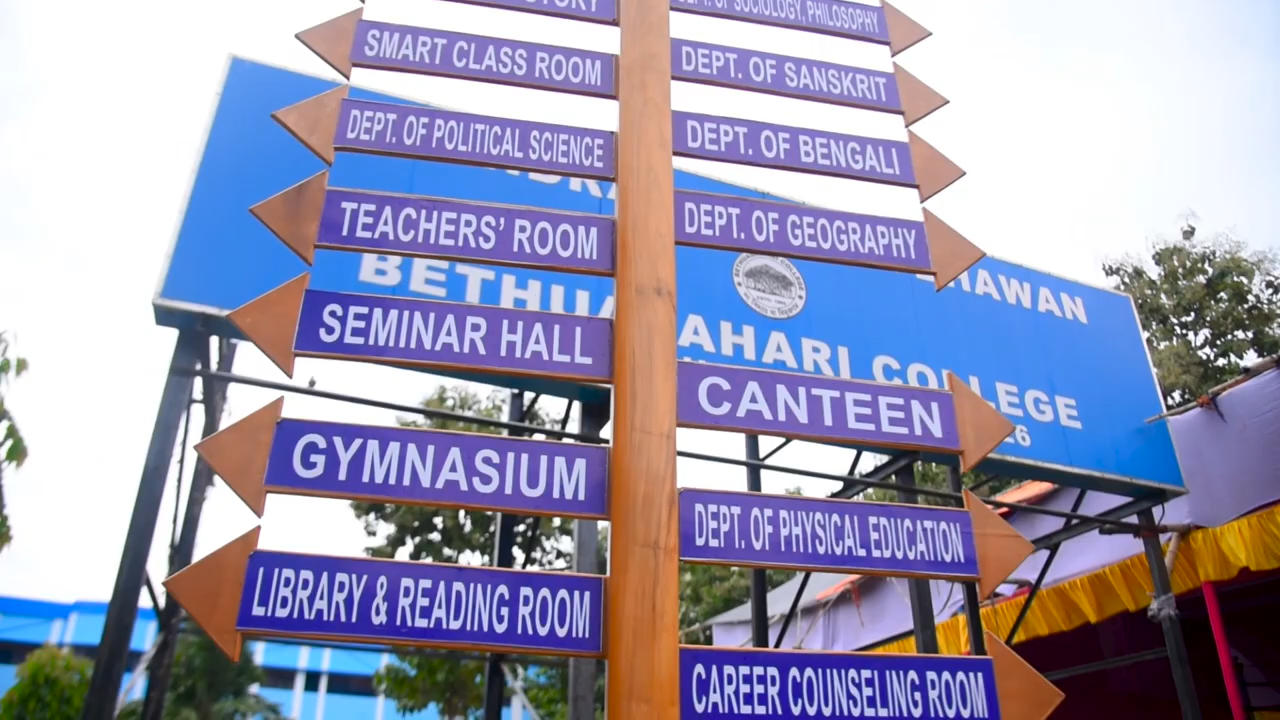 DEPT. OF SOCIOLOGY, PHILOSOPHY
SMART CLASS ROOM
DEPT. OF SANSKRIT
DEPT. OF POLITICAL SCIENCE
DEPT. OF BENGALI
TEACHERS’ ROOM
DEPT. OF GEOGRAPHY
SEMINAR HALL
CANTEEN
GYMNASIUM
DEPT. OF PHYSICAL EDUCATION
LIBRARY & READING ROOM
CAREER COUNSELING ROOM
BETHUA AHARI COLLEGE